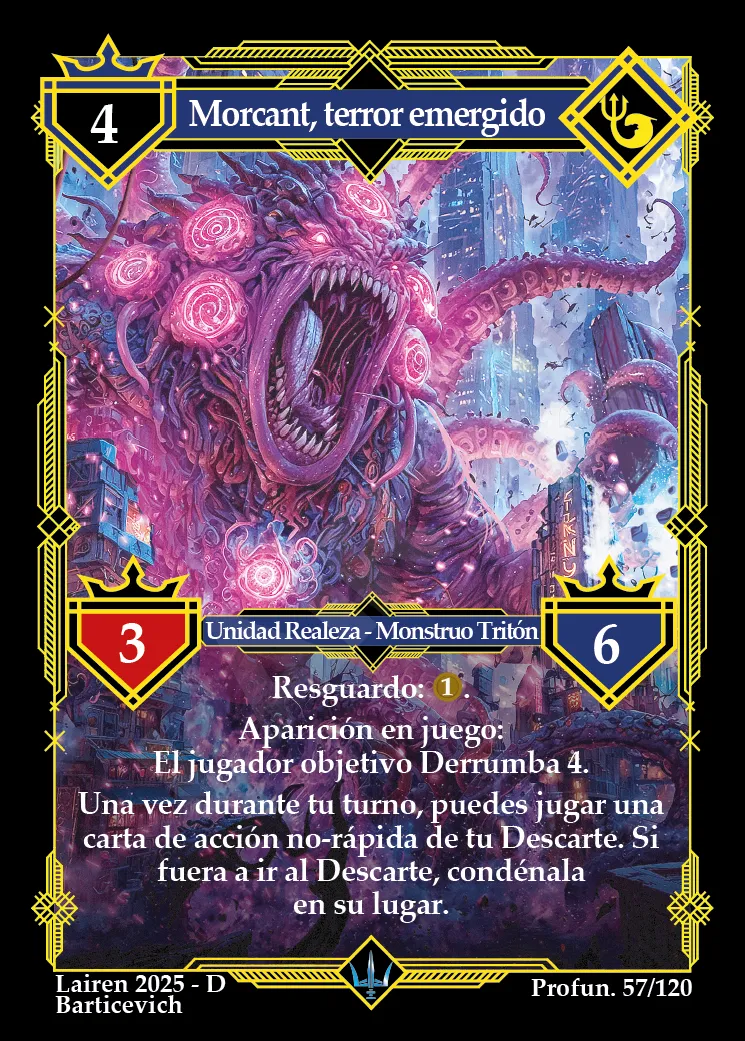 4
Morcant, terror emergido
3
Unidad Realeza - Monstruo Tritón
6
Resguardo: 1.
Aparición en juego:
El jugador objetivo Derrumba 4.
Una vez durante tu turno, puedes jugar una
carta de acción no-rápida de tu Descarte. Si
fuera a ir al Descarte, condénala
en su lugar.
Lairen 2025 - D
Barticevich
Profun. 57/120